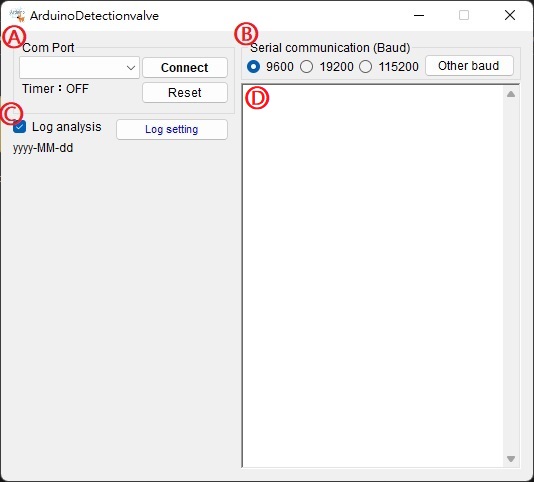 ArduinoDetectionvalve
A
Com Port
Connect
Timer：OFF
Reset
B
Serial communication (Baud)
9600 19200 115200 Other baud
C
Log analysis Log setting
yyyy-MM-dd
D